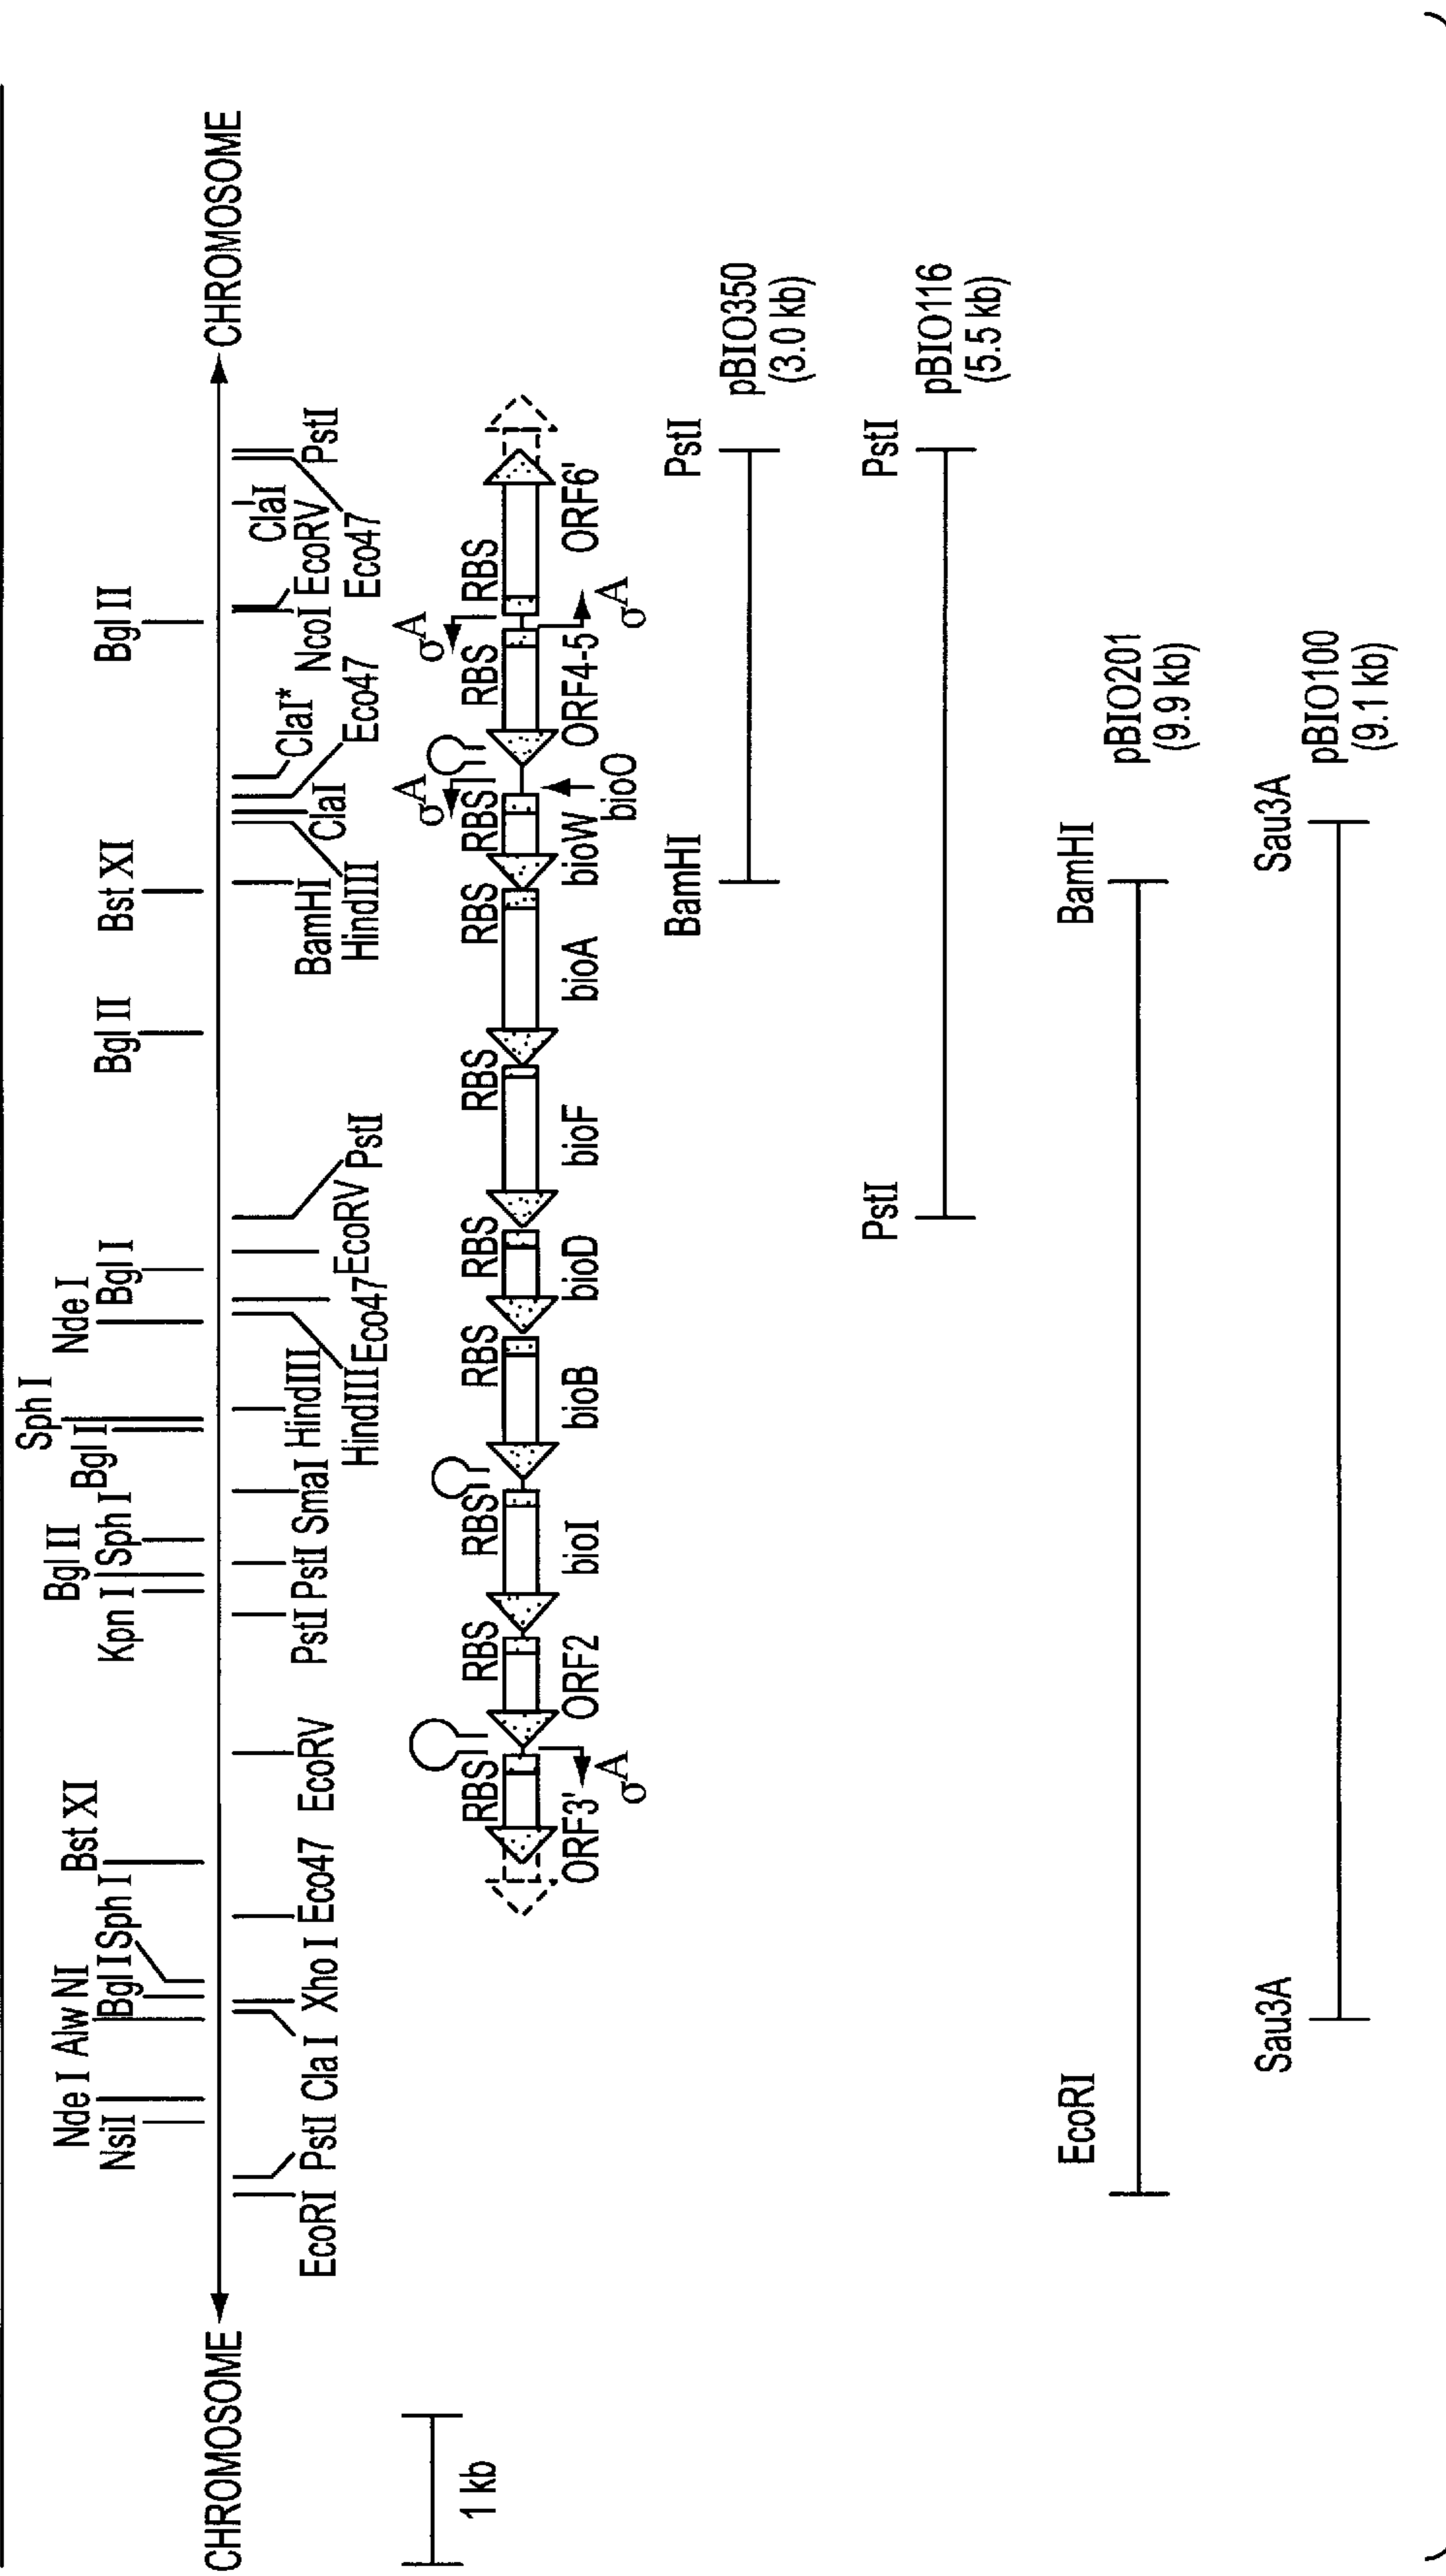 Nde I
Alw NI
NsiI
Bgl I
Sph I
Bst XI
Kpn I
Bgl II
Sph I
Bgl I
Sph I
Nde I
Bgl I
Bgl II
Bst XI
Bgl II
CHROMOSOME
CHROMOSOME
EcoRI
PstI
Cla I
Xho I
Eco47
EcoRV
PstI
PstI
SmaI
HindIII
HindIII
Eco47
EcoRV
PstI
BamHI
HindIII
ClaI
Eco47
ClaI*
NcoI
EcoRV
ClaI
Eco47
PstI
1 kb
σA
σA
RBS
RBS
RBS
RBS
RBS
RBS
RBS
RBS
RBS
RBS
ORF3'
ORF2
bioI
bioB
bioD
bioF
bioA
bioW
bioO
ORF4-5
ORF6'
σA
σA
BamHI
PstI
pBIO350
(3.0 kb)
PstI
PstI
pBIO116
(5.5 kb)
EcoRI
BamHI
pBIO201
(9.9 kb)
Sau3A
Sau3A
pBIO100
(9.1 kb)